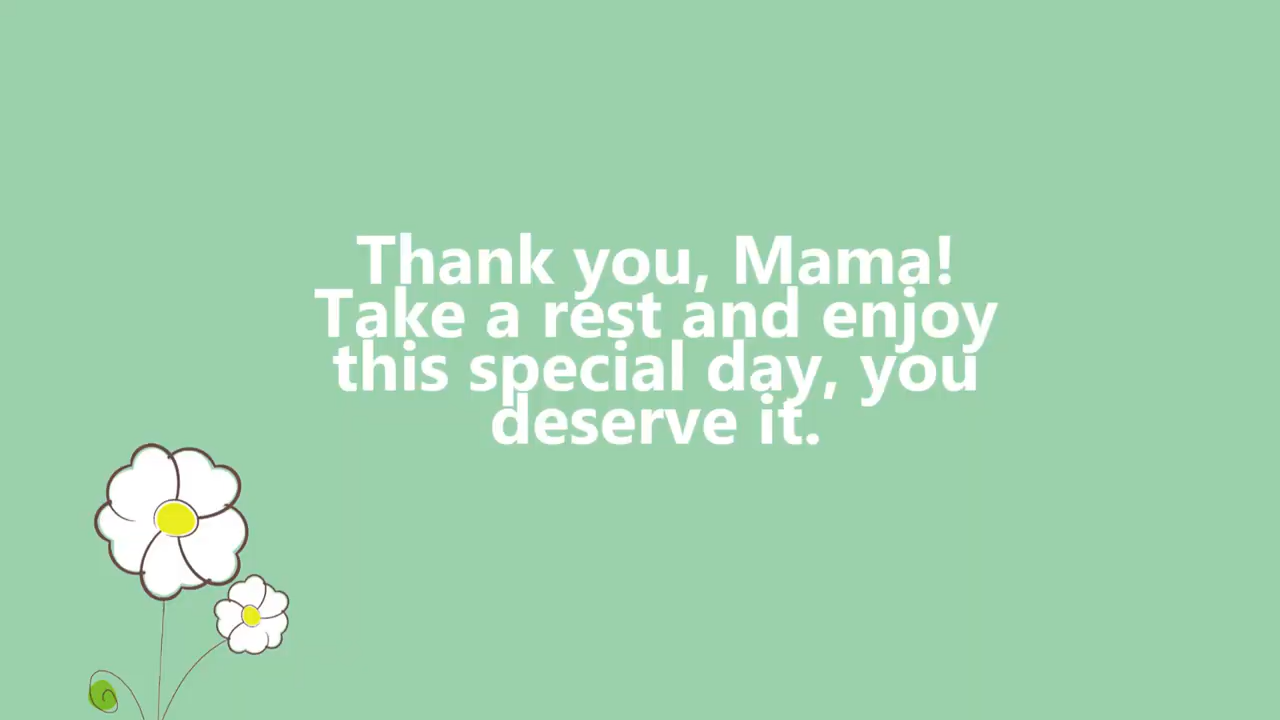 Thank you, Mama!
Take a rest and enjoy
this special day, you
deserve it.